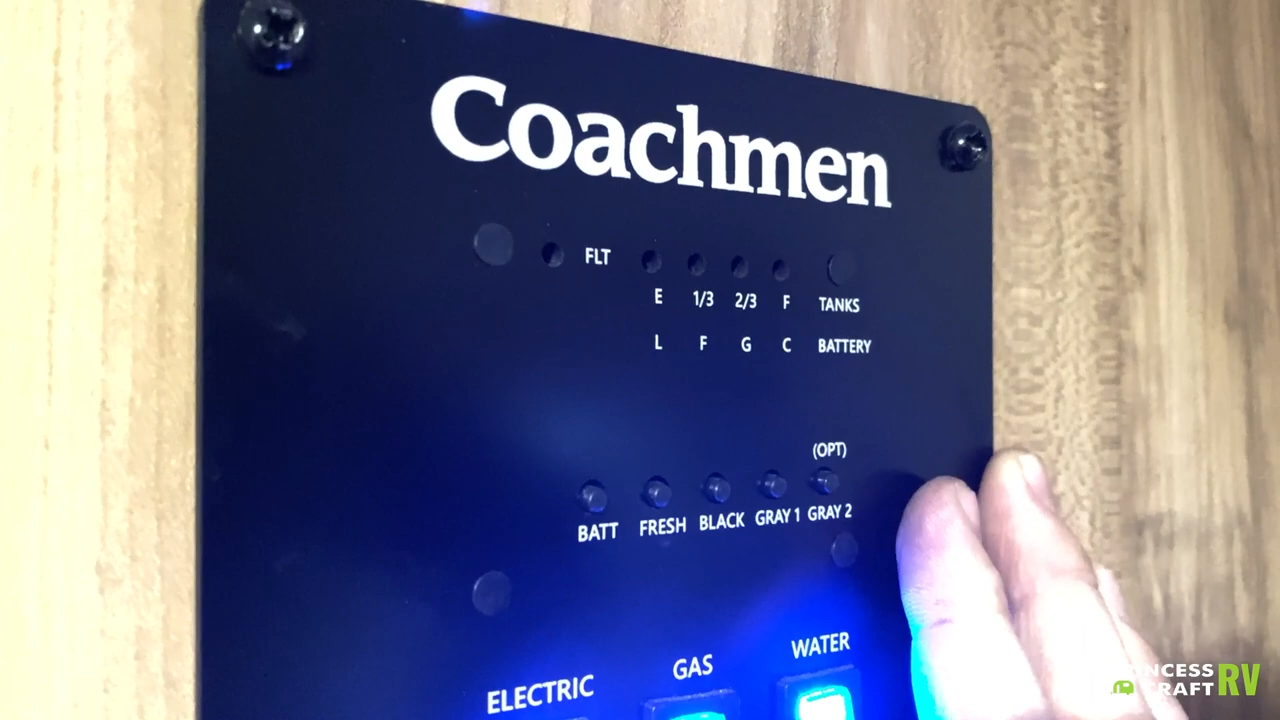 Coachmen
FLT
E 1/3 2/3 F TANKS
L F G C BATTERY
(OPT)
BATT FRESH BLACK GRAY 1 GRAY 2
ELECTRIC GAS WATER
RV